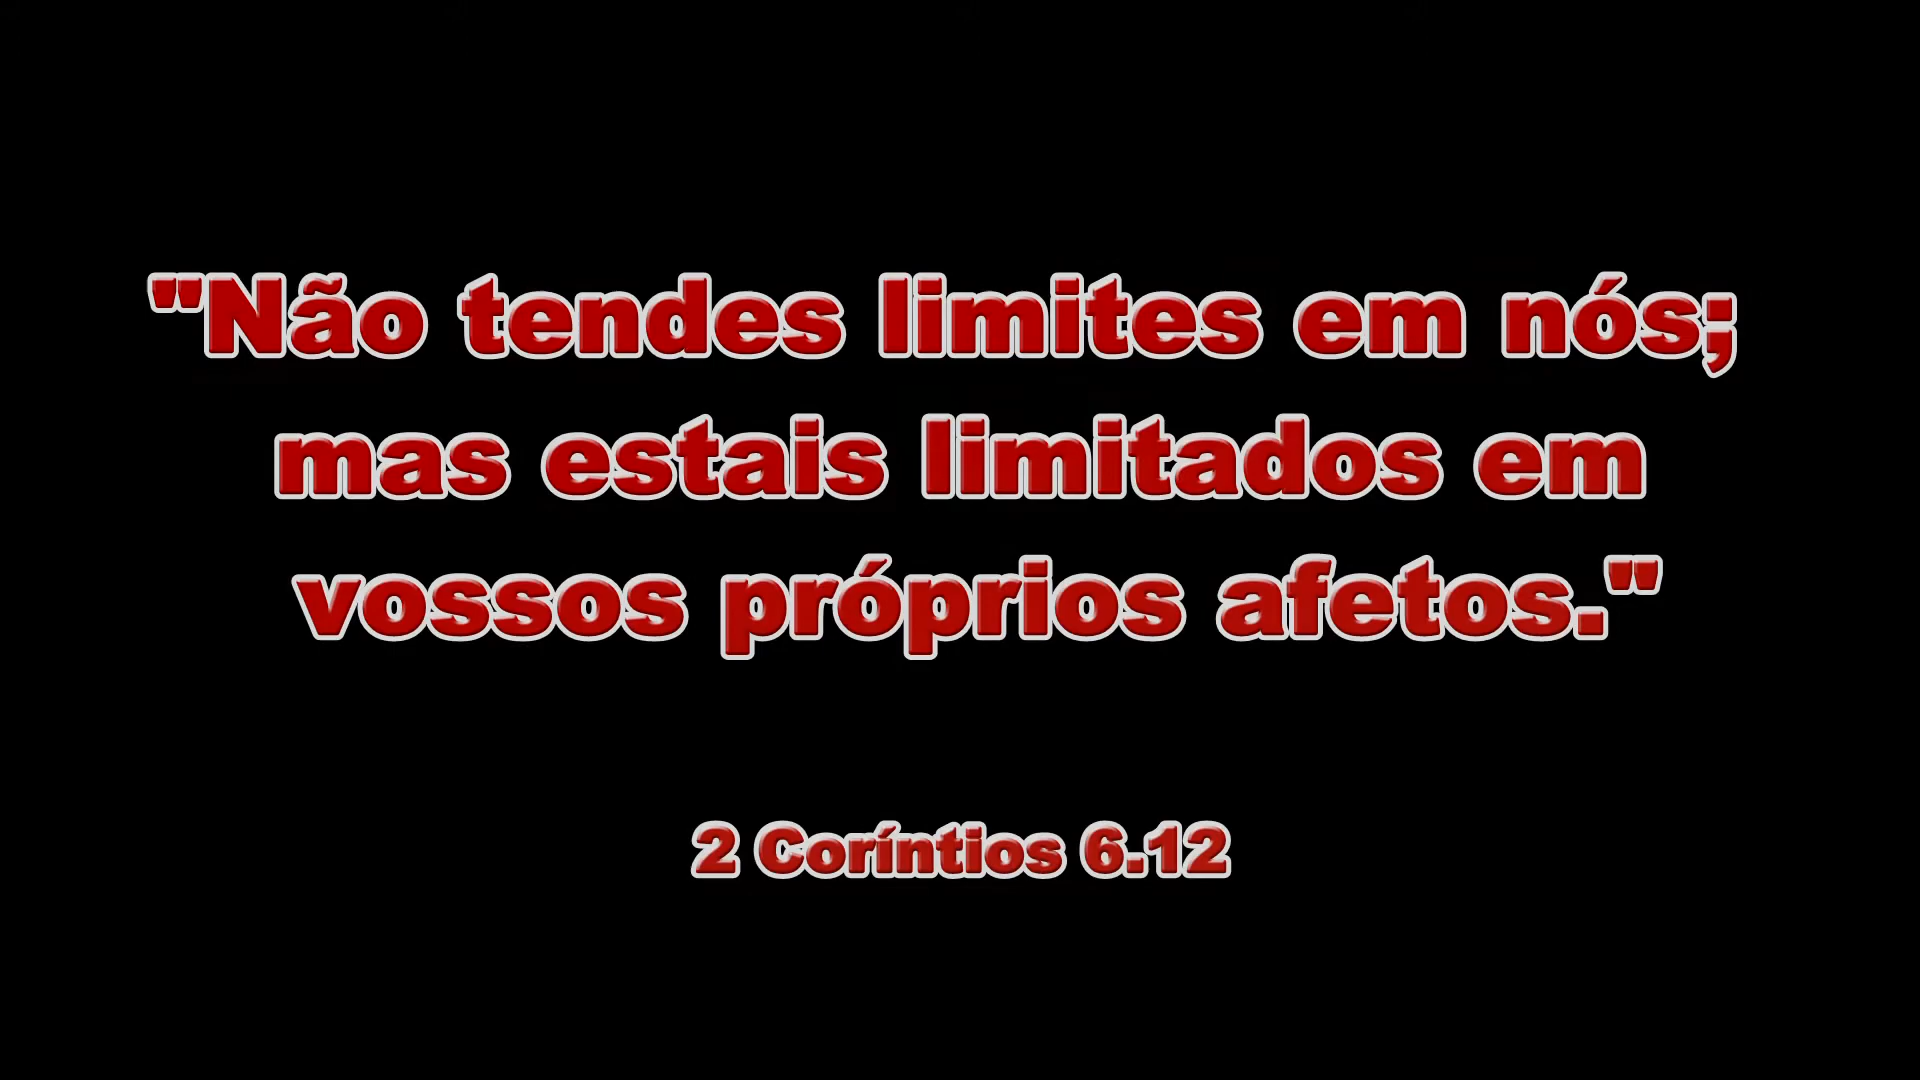 "Não tendes limites em nós;
mas estais limitados em
vossos próprios afetos."
2 Coríntios 6.12